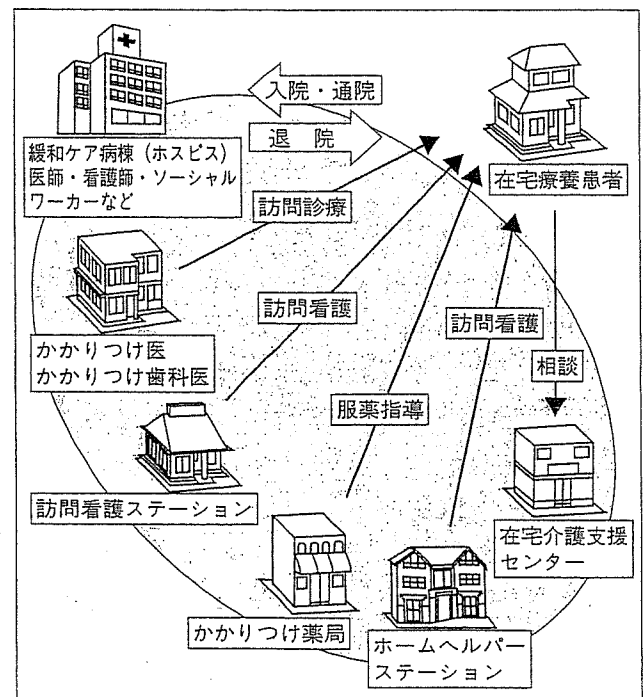 入院・通院
退 院
緩和ケア病棟（ホスピス）
医師・看護師・ソーシャル
ワーカーなど
在宅療養患者
訪問診療
訪問看護
訪問看護
かかりつけ医
かかりつけ歯科医
相談
服薬指導
訪問看護ステーション
在宅介護支援
センター
かかりつけ薬局
ホームヘルパー
ステーション